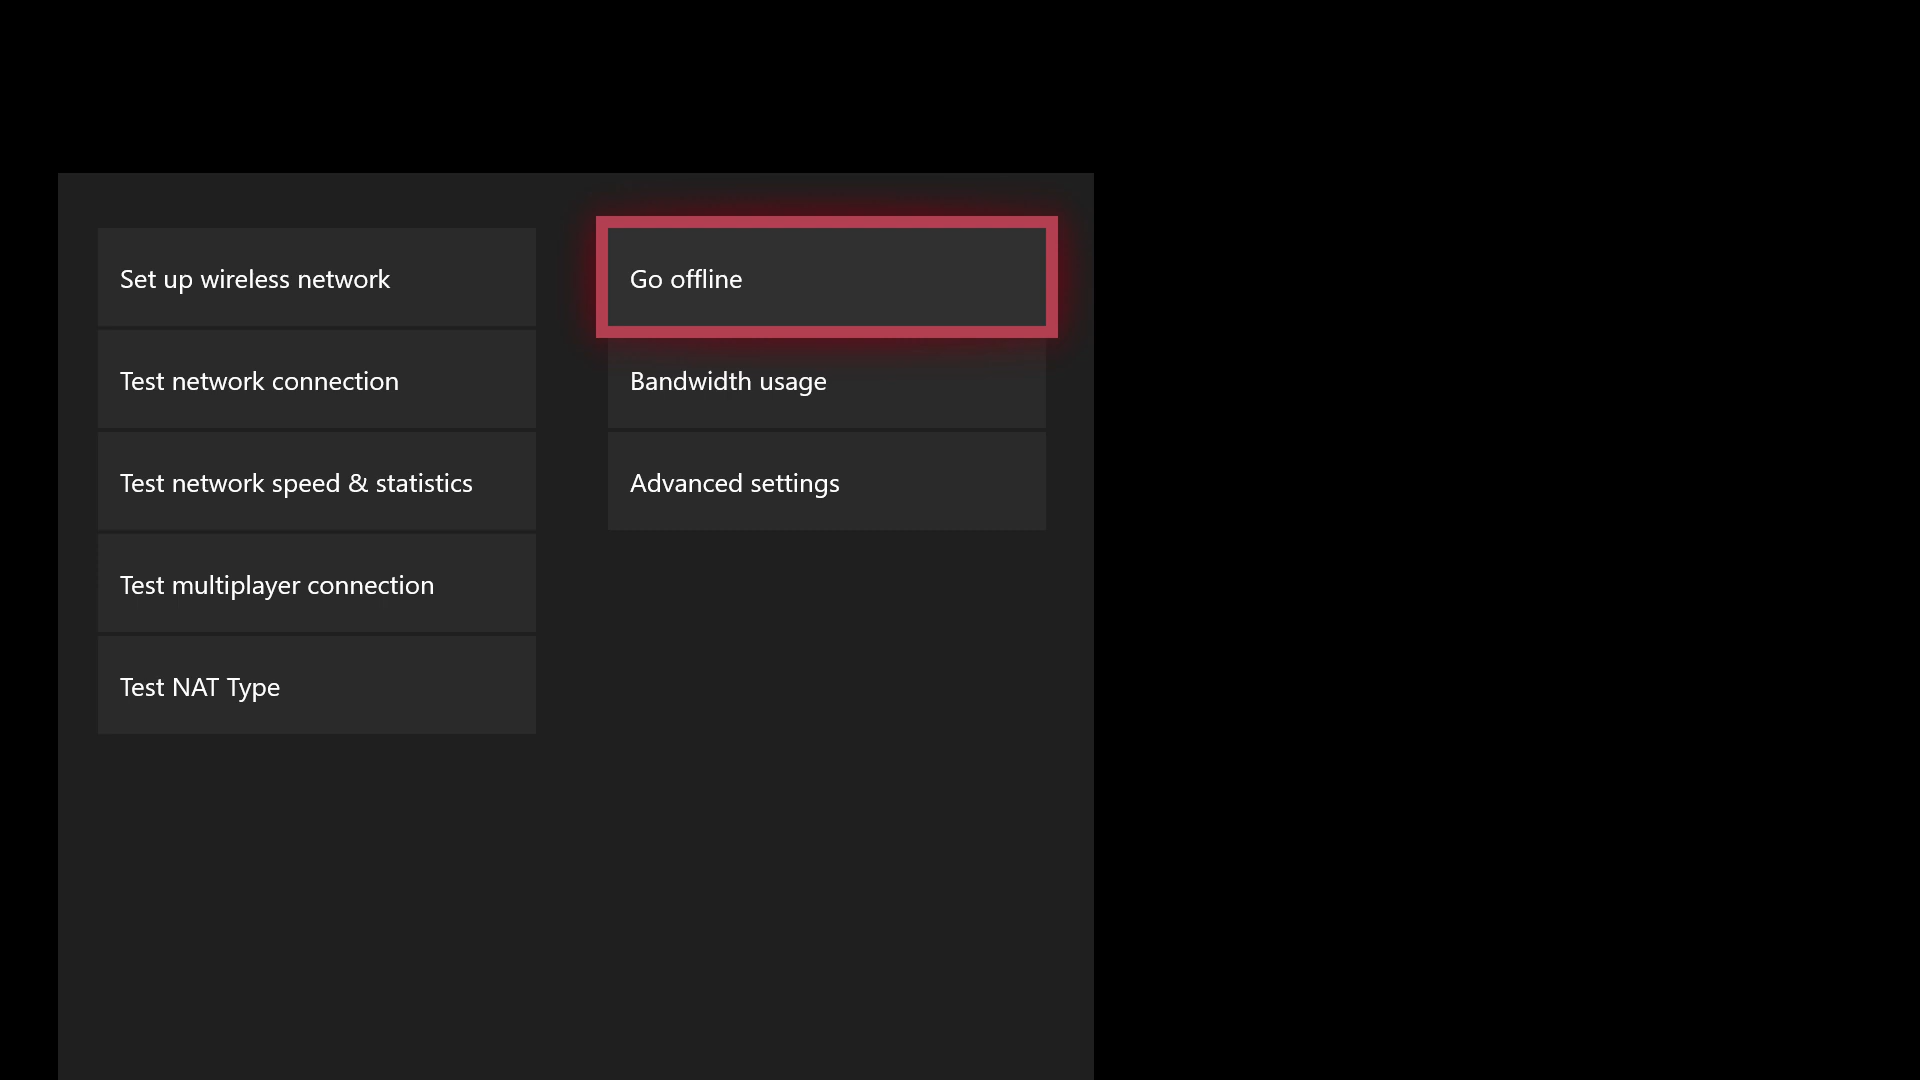 Set up wireless network
Test network connection
Test network speed & statistics
Test multiplayer connection
Test NAT Type
Go offline
Bandwidth usage
Advanced settings